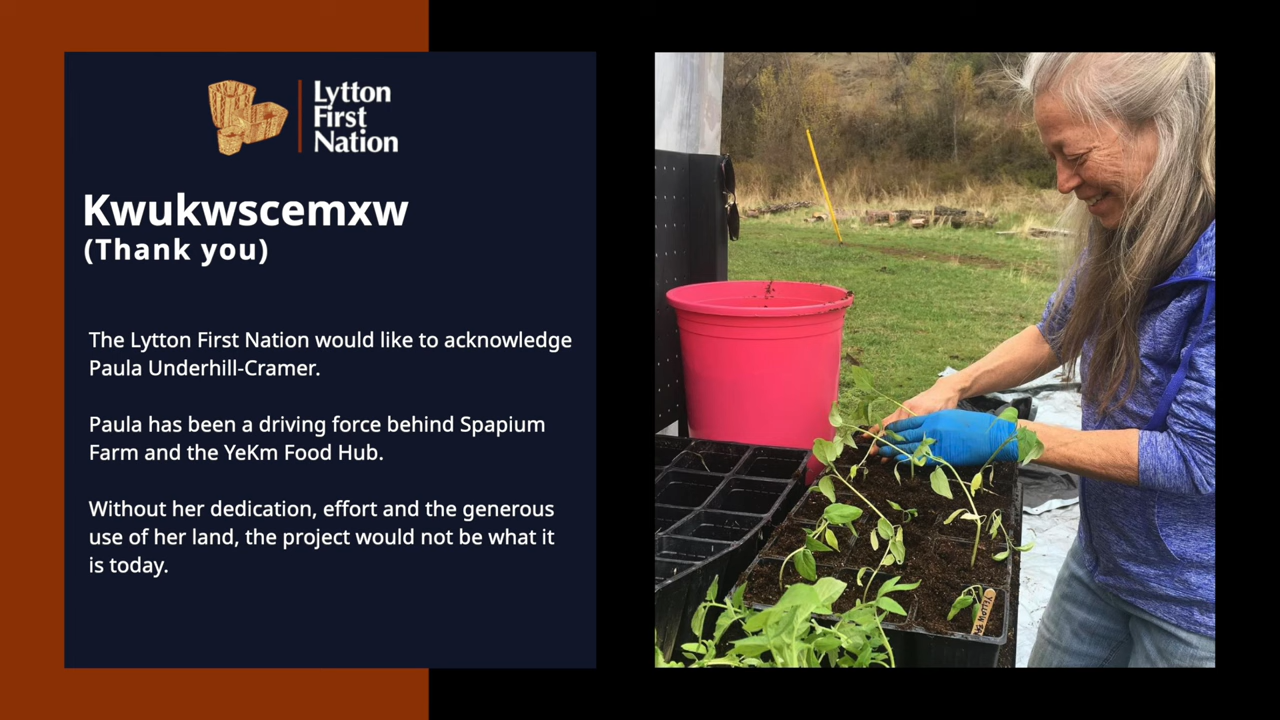 Lytton
First
Nation
Kwukwscemxw
(Thank you)
The Lytton First Nation would like to acknowledge
Paula Underhill-Cramer.
Paula has been a driving force behind Spapium
Farm and the YeKm Food Hub.
Without her dedication, effort and the generous
use of her land, the project would not be what it
is today.
YELLOW